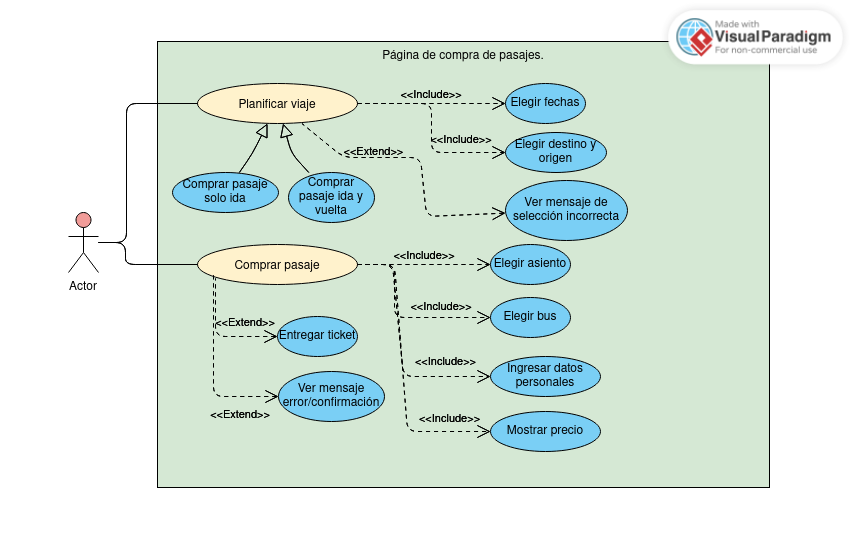 Made with
VisualParadigm
For non-commercial use
Página de compra de pasajes.
Planificar viaje
<<Include>>
Elegir fechas
<<Include>>
Elegir destino y
origen
<<Extend>>
Comprar pasaje
solo ida
Comprar
pasaje ida y
vuelta
Ver mensaje de
selección incorrecta
Actor
Comprar pasaje
<<Include>>
Elegir asiento
<<Include>>
Elegir bus
<<Extend>>
Entregar ticket
<<Include>>
Ingresar datos
personales
Ver mensaje
error/confirmación
<<Extend>>
<<Include>>
Mostrar precio